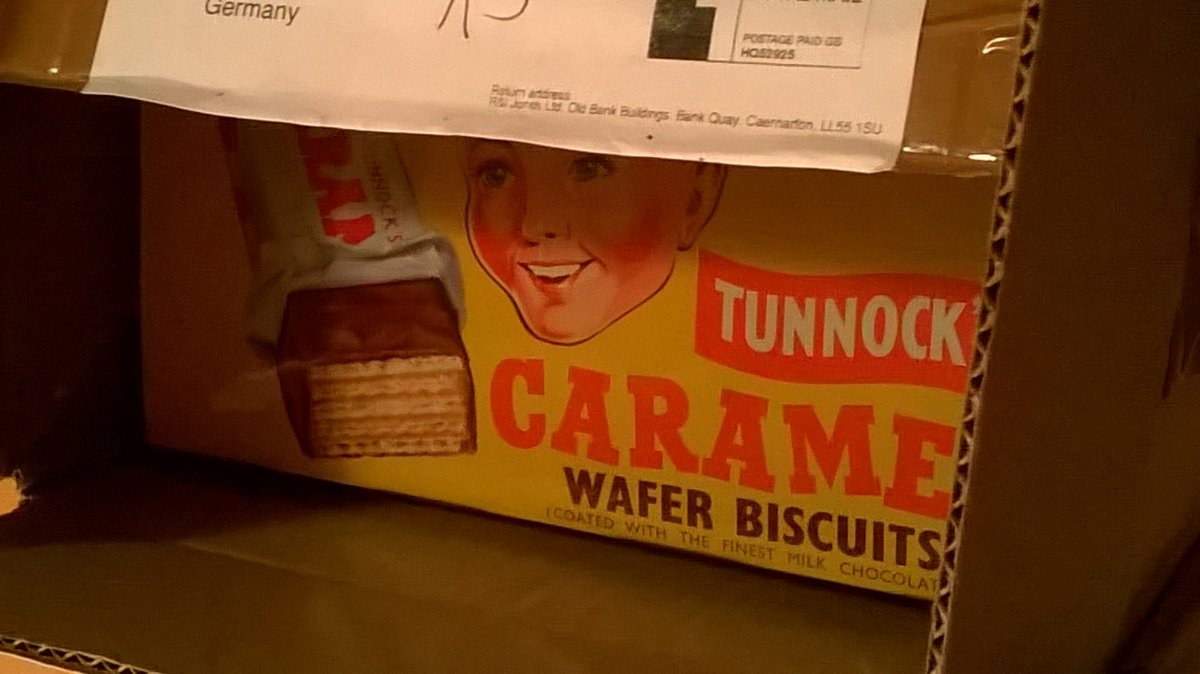 Germany
POSTAGE PAID GB
HQ52925
Return address
R&I Jones Ltd. Old Bank Buildings. Bank Quay. Caernarfon, LL55 1SU
TUNNOCK'
CARAME
WAFER BISCUITS
(COATED WITH THE FINEST MILK CHOCOLAT